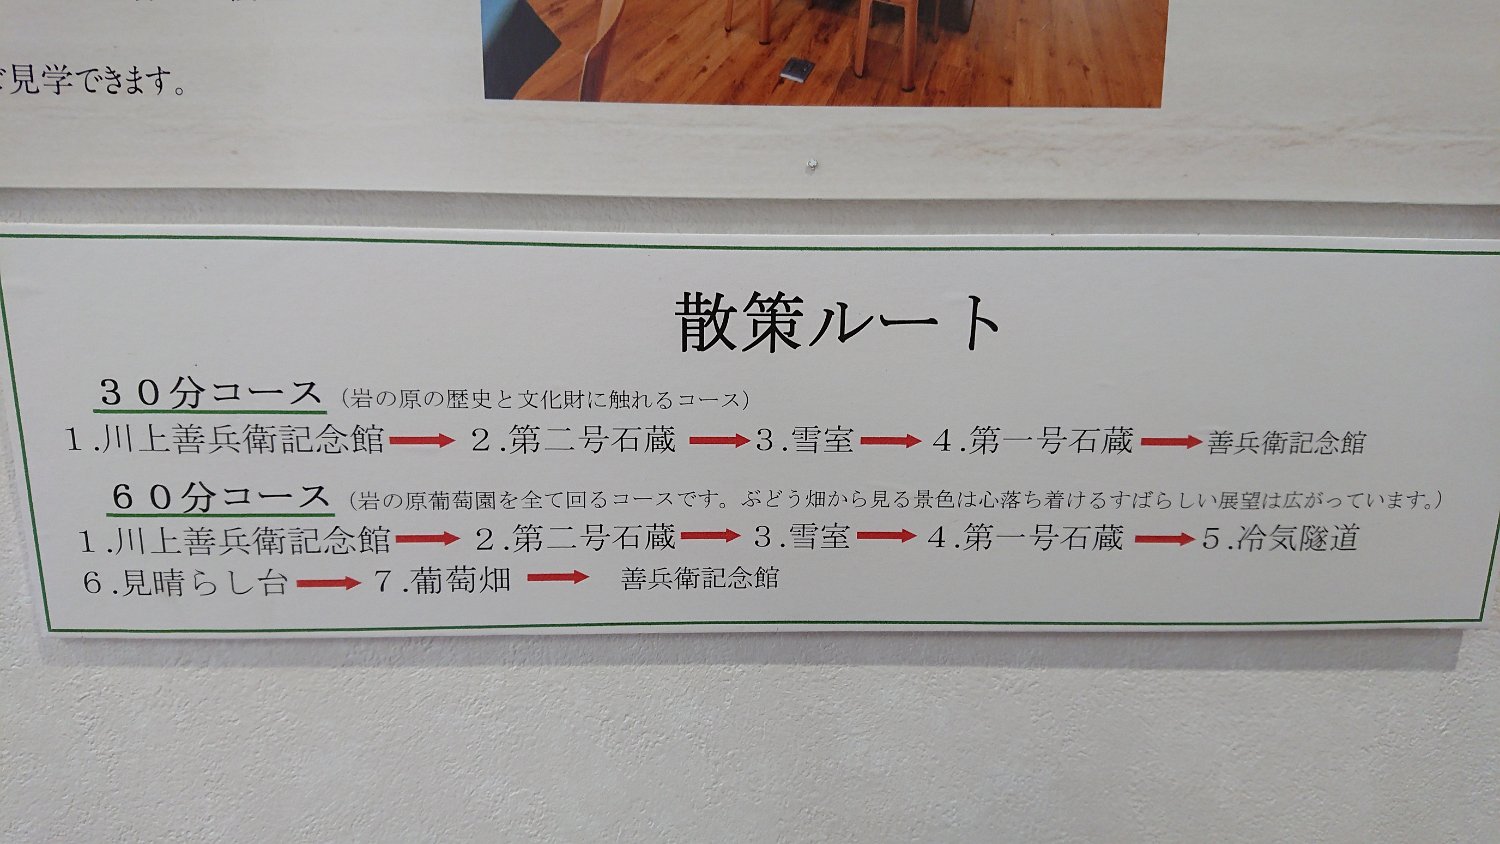 見学できます。
散策ルート
３０分コース（岩の原の歴史と文化財に触れるコース）
１.川上善兵衛記念館→２.第二号石蔵→３.雪室→４.第一号石蔵→善兵衛記念館
６０分コース（岩の原葡萄園を全て回るコースです。ぶどう畑から見る景色は心落ち着けるすばらしい展望は広がっています。）
１.川上善兵衛記念館→２.第二号石蔵→３.雪室→４.第一号石蔵→５.冷気隧道
６.見晴らし台→７.葡萄畑→善兵衛記念館